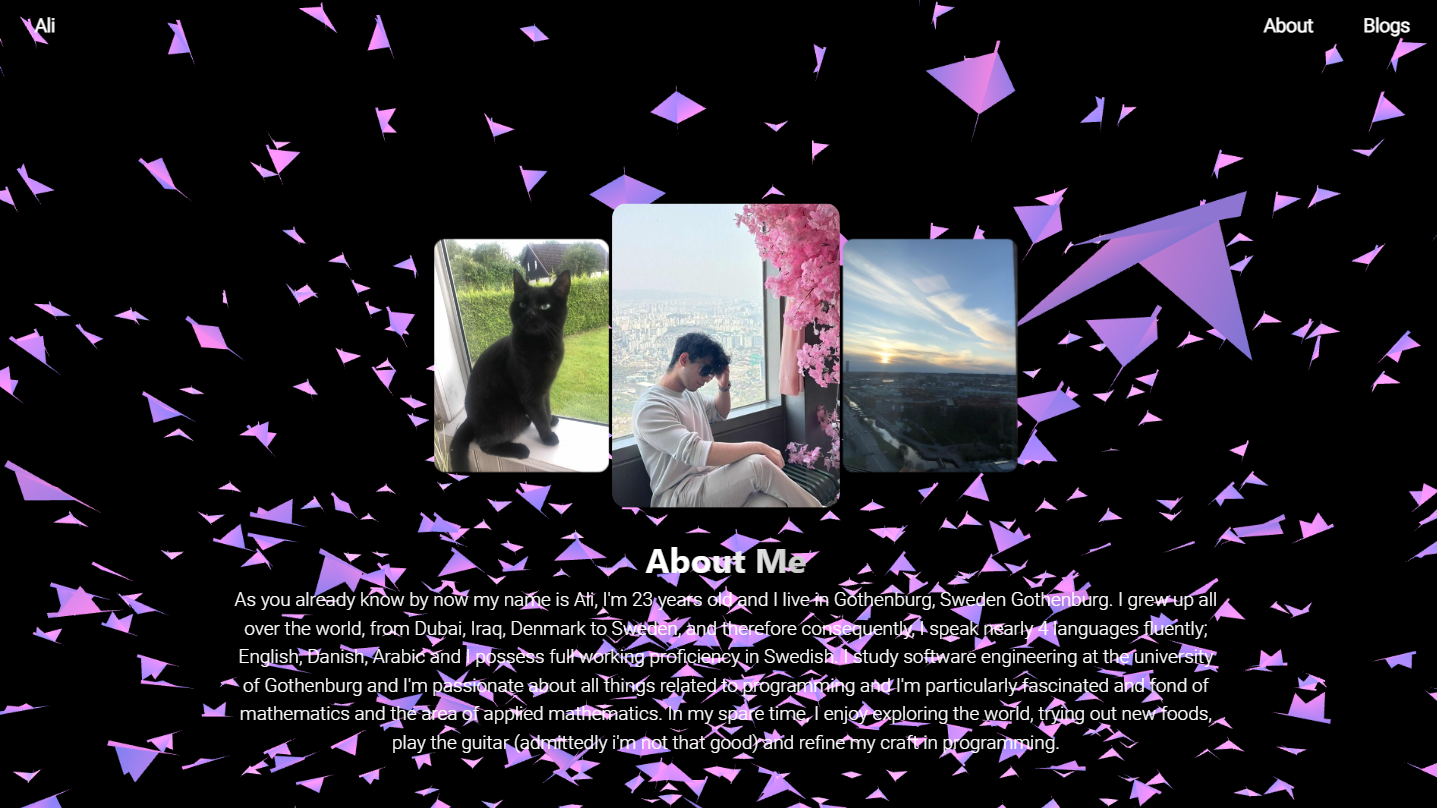 Ali
About Blogs
About Me
As you already know by now my name is Ali, I'm 23 years old and I live in Gothenburg, Sweden Gothenburg. I grew up all
over the world, from Dubai, Iraq, Denmark to Sweden, and therefore consequently, I speak nearly 4 languages fluently;
English, Danish, Arabic and I possess full working proficiency in Swedish. I study software engineering at the university
of Gothenburg and I'm passionate about all things related to programming and I'm particularly fascinated and fond of
mathematics and the area of applied mathematics. In my spare time, I enjoy exploring the world, trying out new foods,
play the guitar (admittedly i'm not that good) and refine my craft in programming.